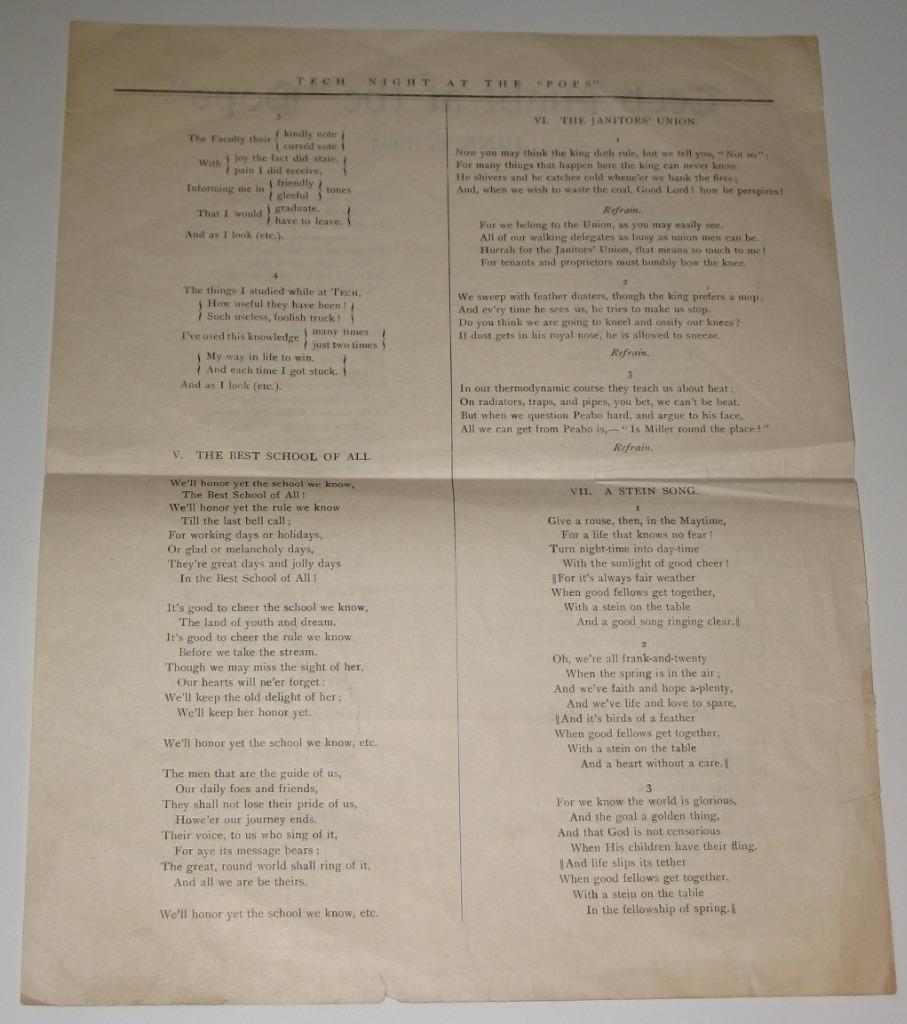 TECH NIGHT AT THE "POPS"
3
The Faculty their { kindly note }
{ cursèd vote }
With { joy the fact did state, }
{ pain I did receive, }
Informing me in { friendly } tones
{ gleeful }
That I would { graduate. }
{ have to leave. }
And as I look (etc.).
4
The things I studied while at TECH,
{ How useful they have been ! }
{ Such useless, foolish truck ! }
I've used this knowledge { many times }
{ just two times }
{ My way in life to win. }
{ And each time I got stuck. }
And as I look (etc.).
V. THE BEST SCHOOL OF ALL
We'll honor yet the school we know,
The Best School of All !
We'll honor yet the rule we know
Till the last bell call ;
For working days or holidays,
Or glad or melancholy days,
They're great days and jolly days
In the Best School of All !
It's good to cheer the school we know,
The land of youth and dream.
It's good to cheer the rule we know
Before we take the stream.
Though we may miss the sight of her,
Our hearts will ne'er forget :
We'll keep the old delight of her ;
We'll keep her honor yet.
We'll honor yet the school we know, etc.
The men that are the guide of us,
Our daily foes and friends,
They shall not lose their pride of us,
Howe'er our journey ends.
Their voice, to us who sing of it,
For aye its message bears :
The great, round world shall ring of it,
And all we are be theirs.
We'll honor yet the school we know, etc.
VI. THE JANITORS' UNION.
1
Now you may think the king doth rule, but we tell you, "Not so" ;
For many things that happen here the king can never know.
He shivers and he catches cold whene'er we bank the fires ;
And, when we wish to waste the coal, Good Lord ! how he perspires !
Refrain.
For we belong to the Union, as you may easily see.
All of our walking delegates as busy as union men can be.
Hurrah for the Janitors' Union, that means so much to me !
For tenants and proprietors must humbly bow the knee.
2
We sweep with feather dusters, though the king prefers a mop ;
And ev'ry time he sees us, he tries to make us stop.
Do you think we are going to kneel and ossify our knees ?
If dust gets in his royal nose, he is allowed to sneeze.
Refrain.
3
In our thermodynamic course they teach us about heat ;
On radiators, traps, and pipes, you bet, we can't be beat.
But when we question Peabo hard, and argue to his face,
All we can get from Peabo is,— "Is Miller round the place ?"
Refrain.
VII. A STEIN SONG.
1
Give a rouse, then, in the Maytime,
For a life that knows no fear !
Turn night-time into day-time
With the sunlight of good cheer !
‖For it's always fair weather
When good fellows get together,
With a stein on the table
And a good song ringing clear.‖
2
Oh, we're all frank-and-twenty
When the spring is in the air ;
And we've faith and hope a-plenty,
And we've life and love to spare.
‖And it's birds of a feather
When good fellows get together,
With a stein on the table
And a heart without a care.‖
3
For we know the world is glorious,
And the goal a golden thing,
And that God is not censorious
When His children have their fling.
‖And life slips its tether
When good fellows get together,
With a stein on the table
In the fellowship of spring.‖